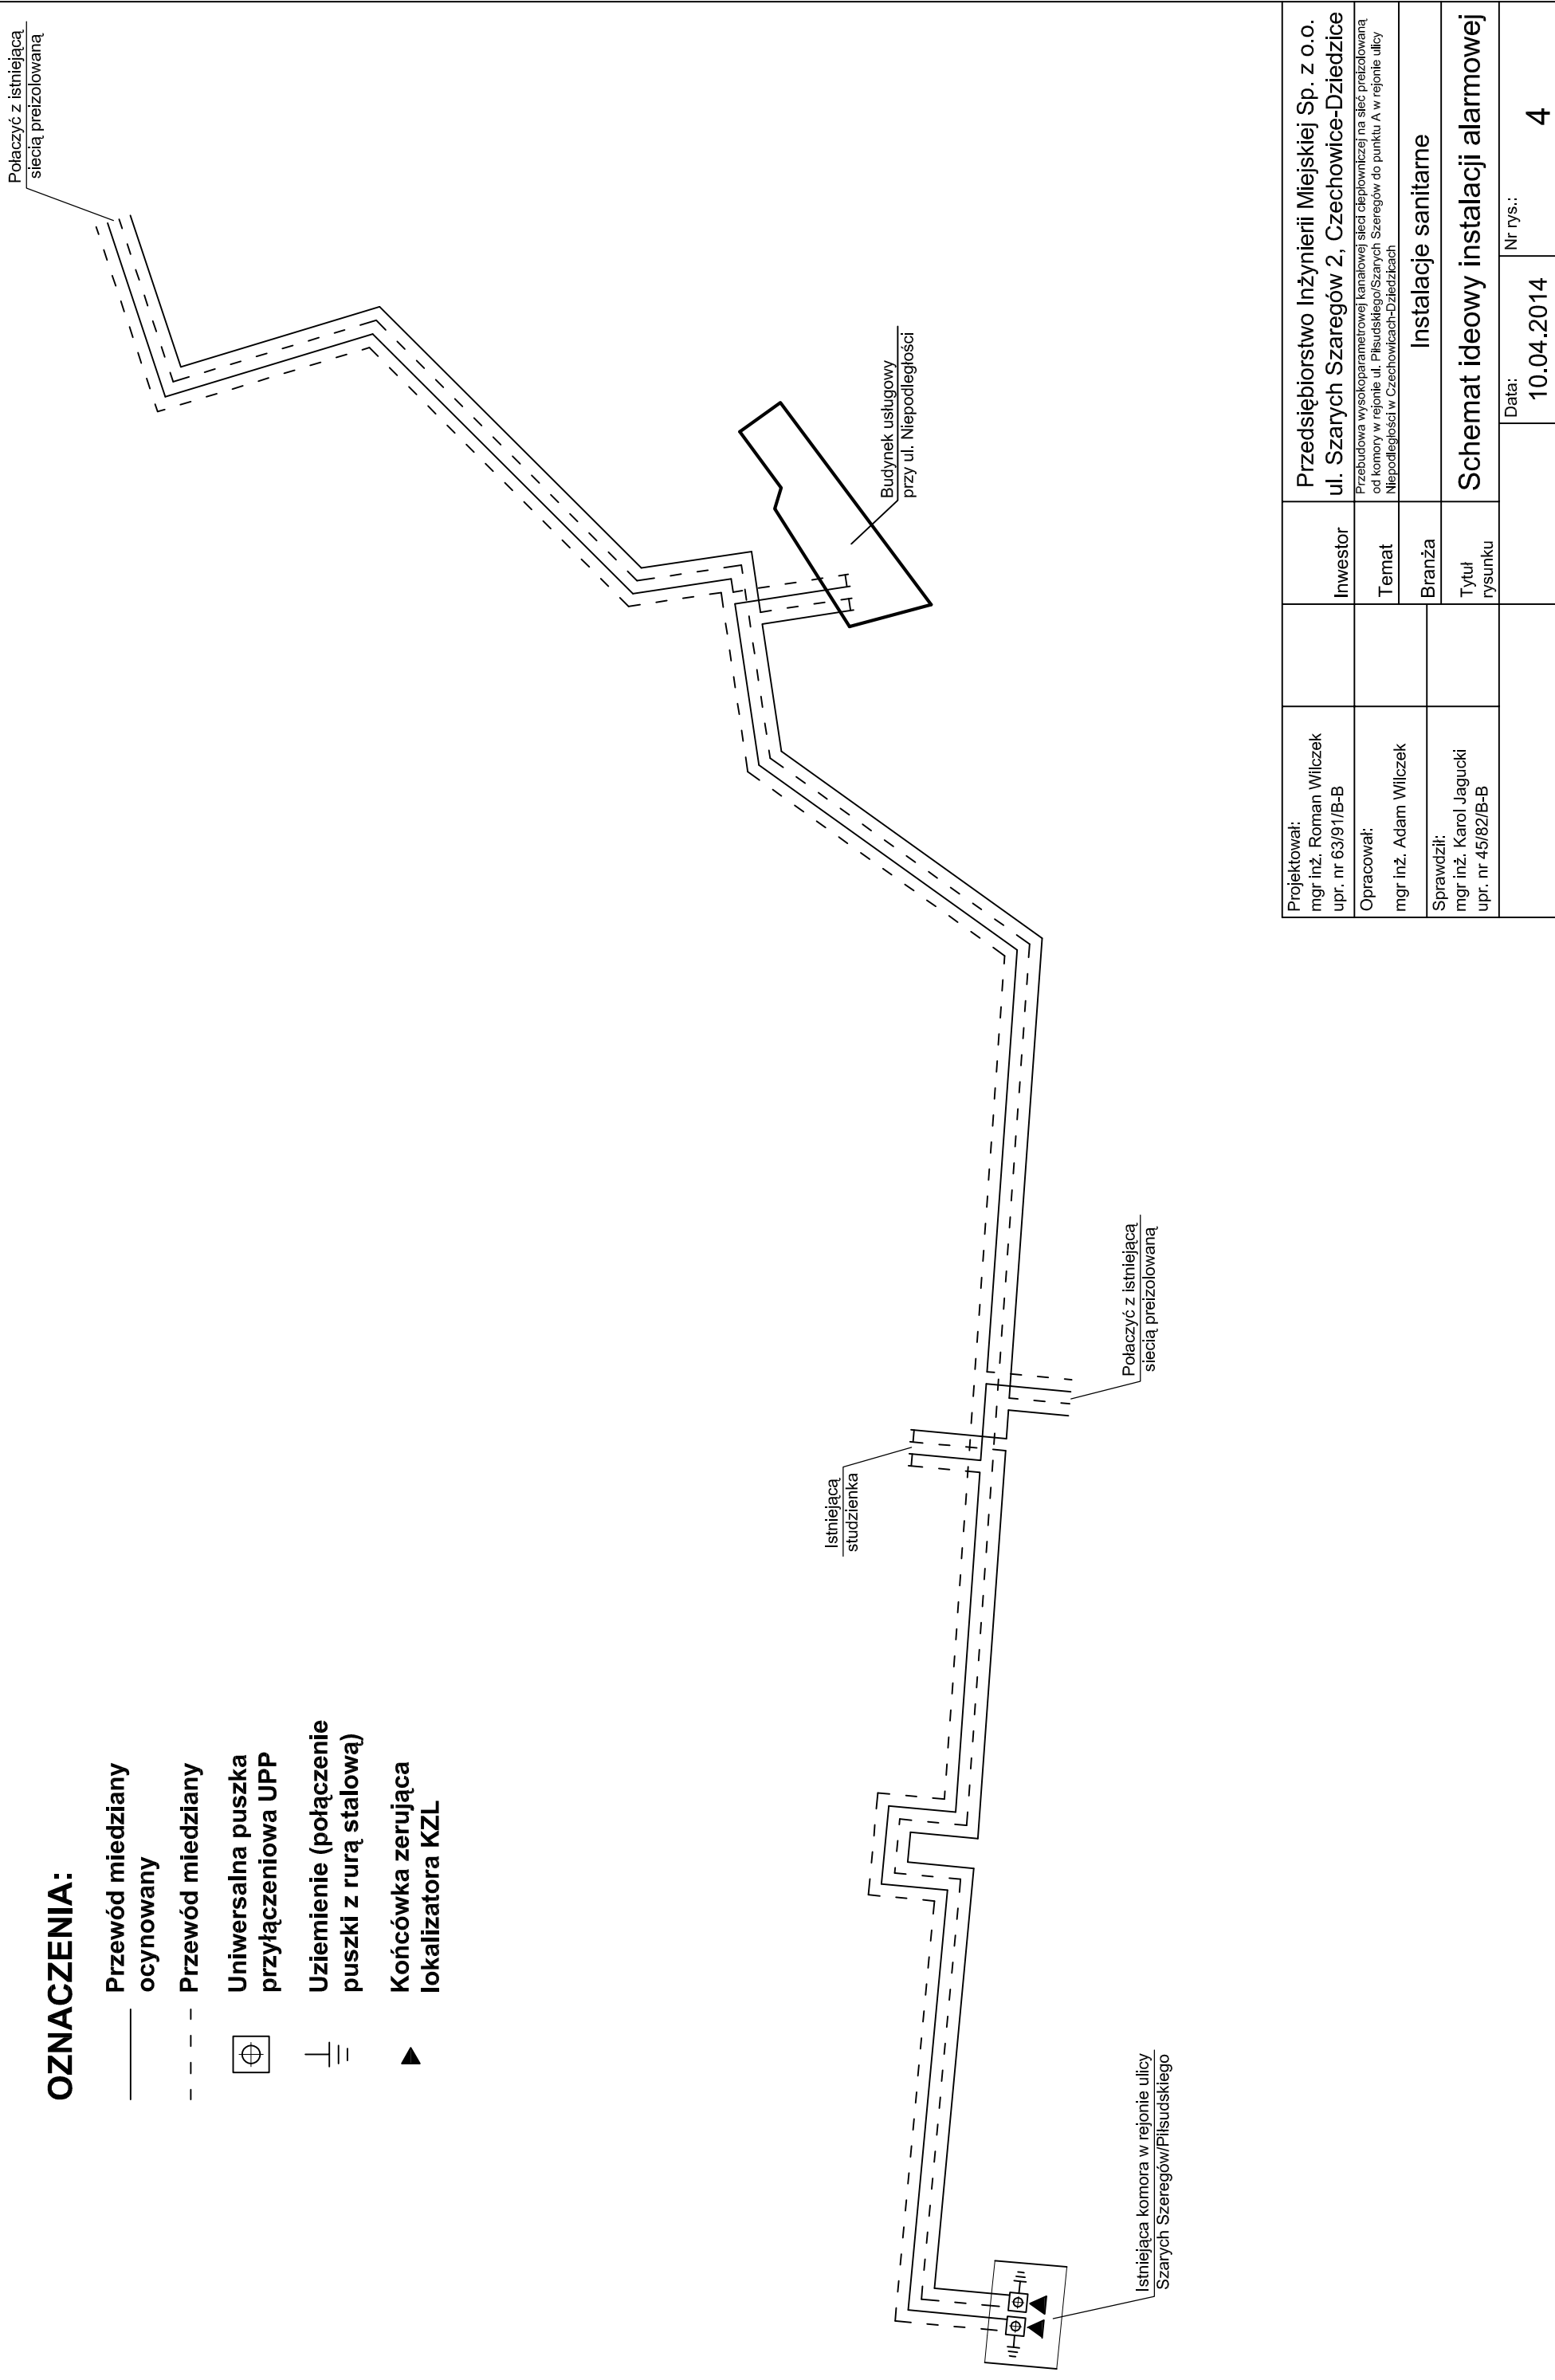 OZNACZENIA:
Przewód miedziany
ocynowany
Przewód miedziany
Uniwersalna puszka
przyłączeniowa UPP
Uziemienie (połączenie
puszki z rurą stalową)
Końcówka zerująca
lokalizatora KZL
Połaczyć z istniejącą
siecią preizolowaną
Budynek usługowy
przy ul. Niepodległości
Istniejącą
studzienka
Połaczyć z istniejącą
siecią preizolowaną
Istniejąca komora w rejonie ulicy
Szarych Szeregów/Piłsudskiego
Projektował:
mgr inż. Roman Wilczek
upr. nr 63/91/B-B
Opracował:
mgr inż. Adam Wilczek
Sprawdził:
mgr inż. Karol Jagucki
upr. nr 45/82/B-B
Inwestor
Przedsiębiorstwo Inżynierii Miejskiej Sp. z o.o.
ul. Szarych Szaregów 2, Czechowice-Dziedzice
Temat
Przebudowa wysokoparametrowej kanałowej sieci ciepłowniczej na sieć preizolowaną
od komory w rejonie ul. Piłsudskiego/Szarych Szeregów do punktu A w rejonie ulicy
Niepodległości w Czechowicach-Dziedzicach
Branża
Instalacje sanitarne
Tytuł
rysunku
Schemat ideowy instalacji alarmowej
Data:
10.04.2014
Nr rys.:
4